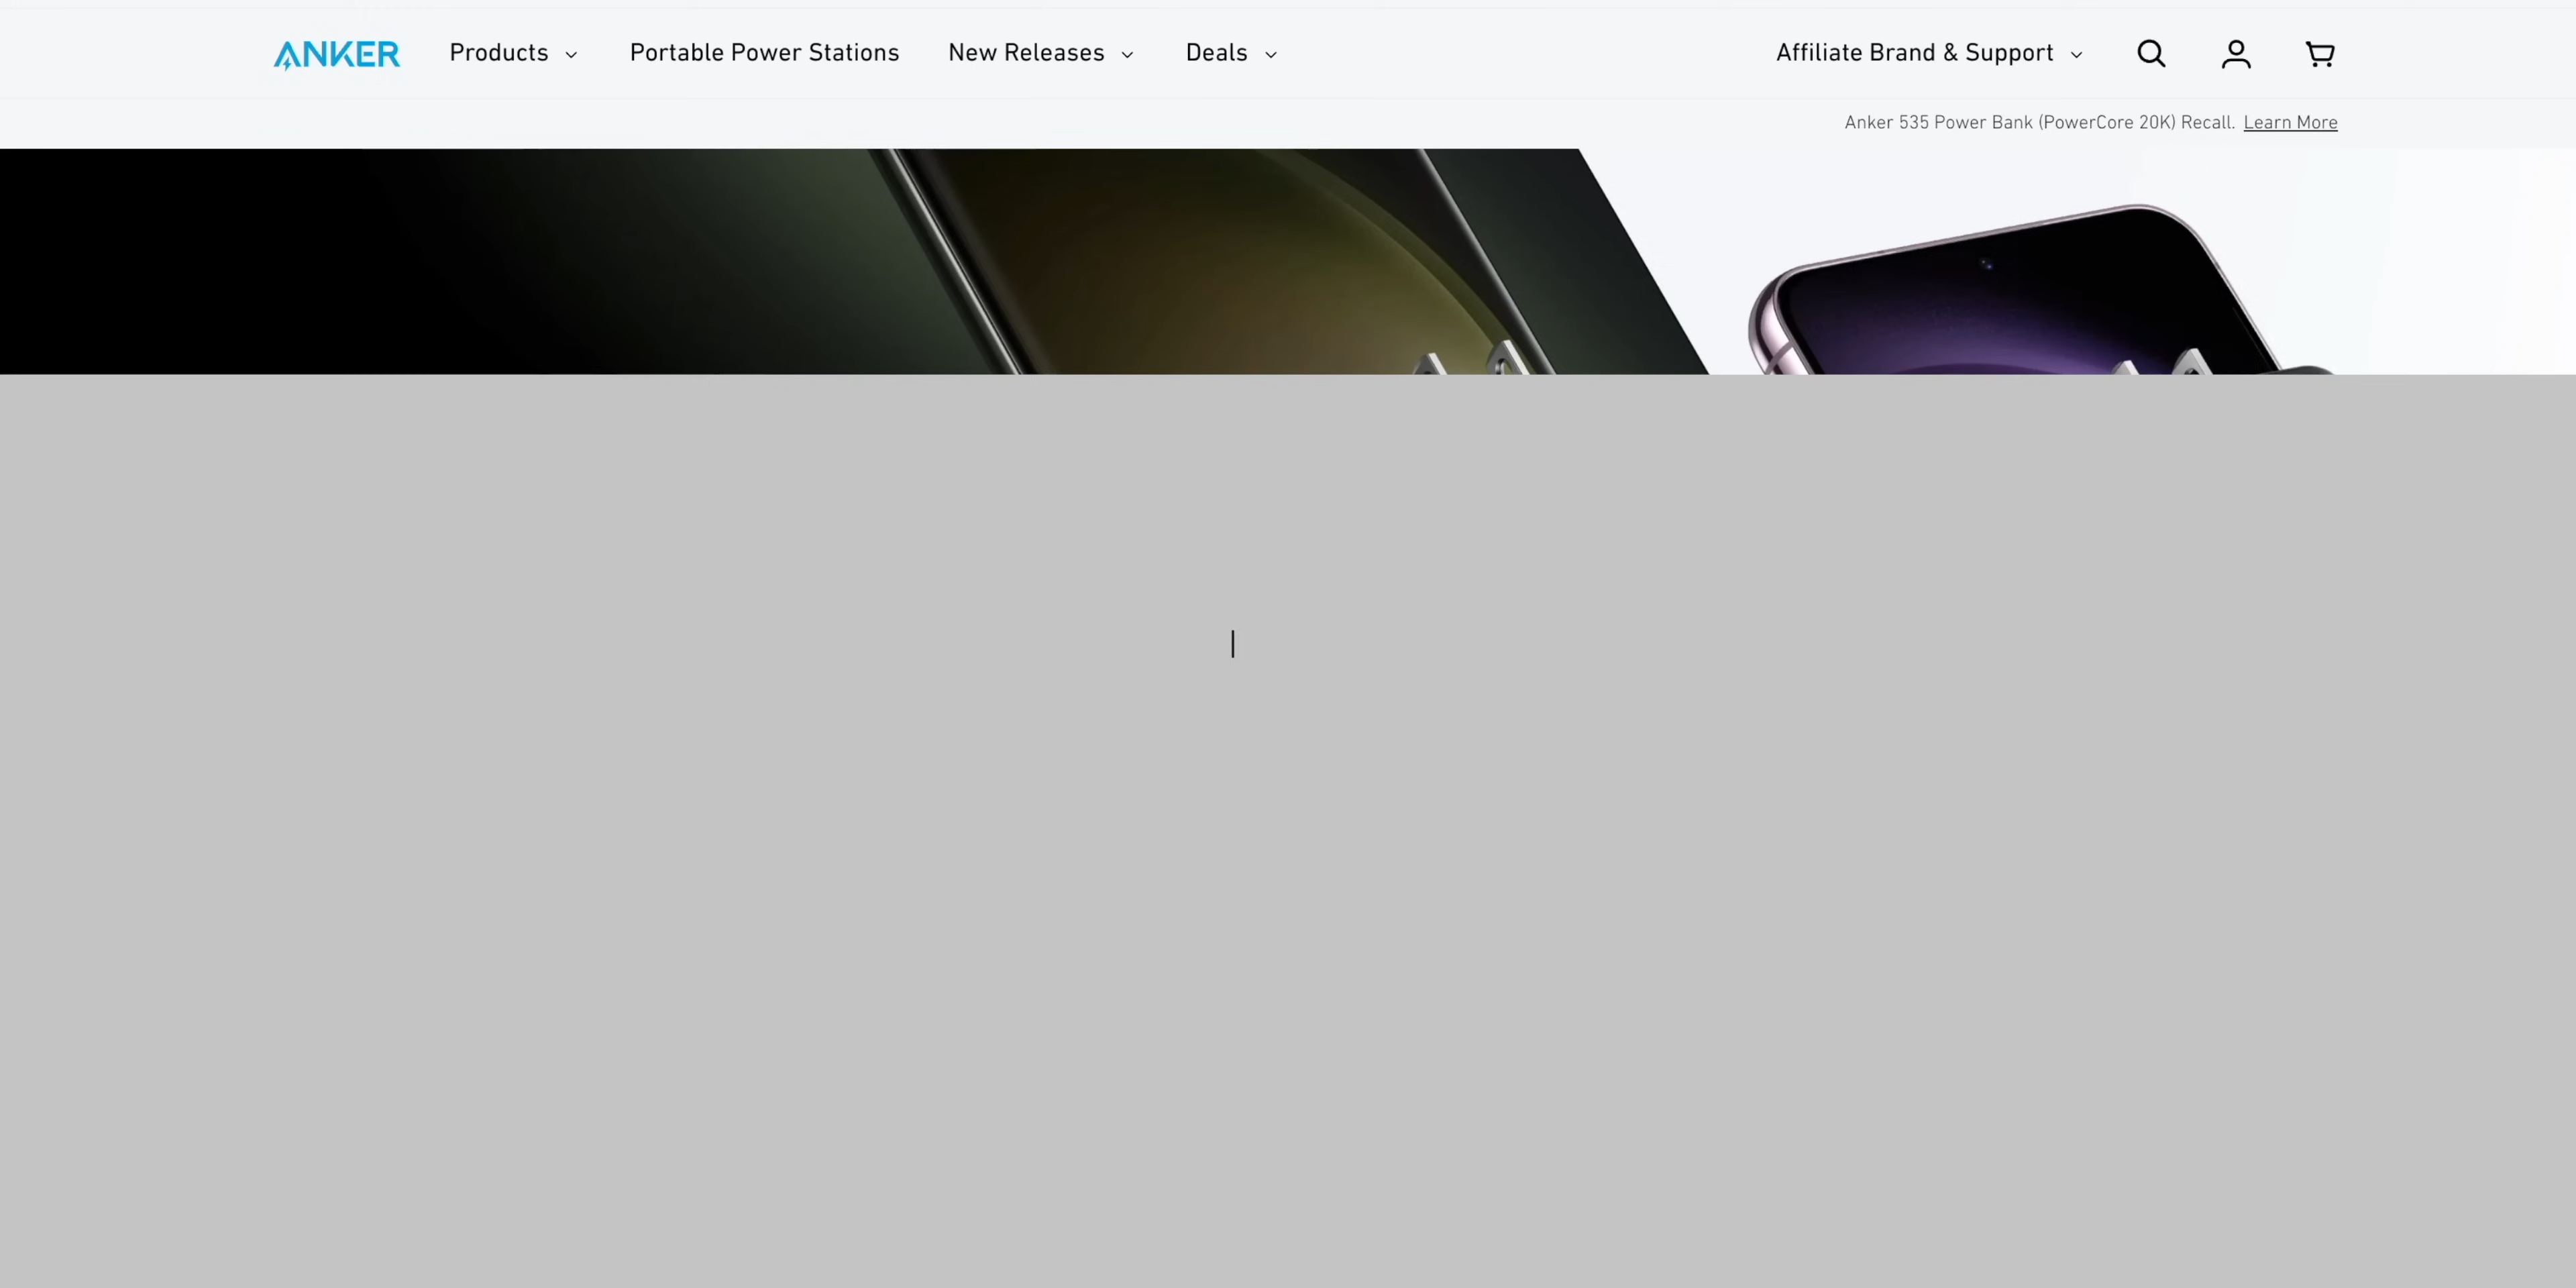 ANKER Products Portable Power Stations New Releases Deals Affiliate Brand & Support
Anker 535 Power Bank (PowerCore 20K) Recall. Learn More